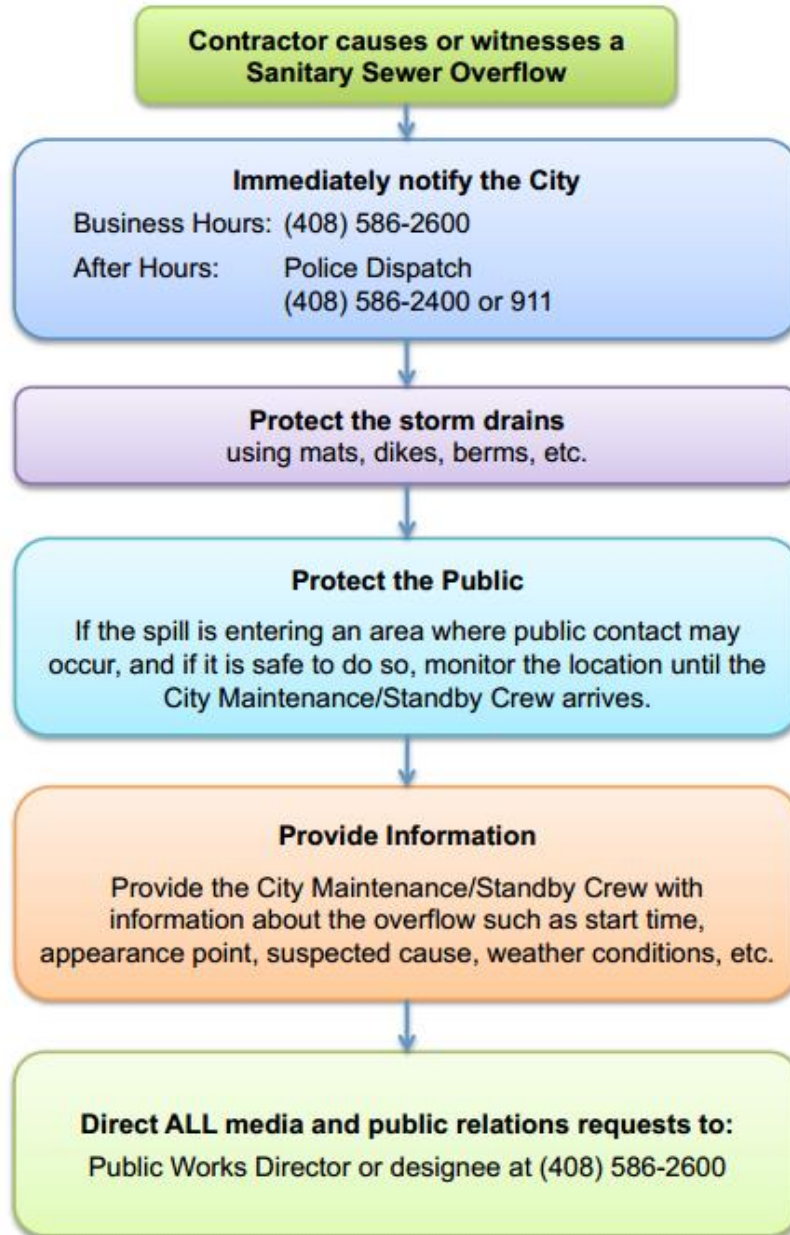 Contractor causes or witnesses a
Sanitary Sewer Overflow
Immediately notify the City
Business Hours: (408) 586-2600
After Hours: Police Dispatch
(408) 586-2400 or 911
Protect the storm drains
using mats, dikes, berms, etc.
Protect the Public
If the spill is entering an area where public contact may
occur, and if it is safe to do so, monitor the location until the
City Maintenance/Standby Crew arrives.
Provide Information
Provide the City Maintenance/Standby Crew with
information about the overflow such as start time,
appearance point, suspected cause, weather conditions, etc.
Direct ALL media and public relations requests to:
Public Works Director or designee at (408) 586-2600